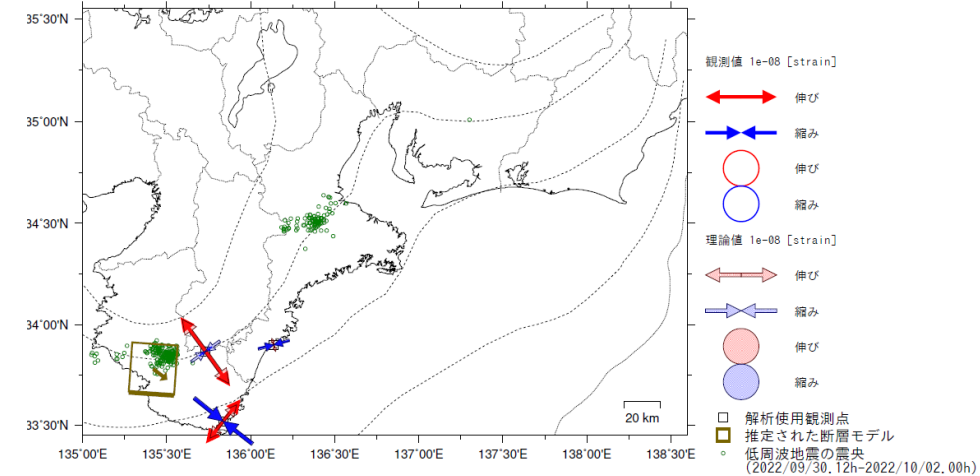 35°30'N
35°00'N
34°30'N
34°00'N
33°30'N
135°00'E
135°30'E
136°00'E
136°30'E
137°00'E
137°30'E
138°00'E
138°30'E
20 km
観測値 1e-08 [strain]
伸び
縮み
伸び
縮み
理論値 1e-08 [strain]
伸び
縮み
伸び
縮み
解析使用観測点
推定された断層モデル
低周波地震の震央
(2022/09/30.12h-2022/10/02.00h)